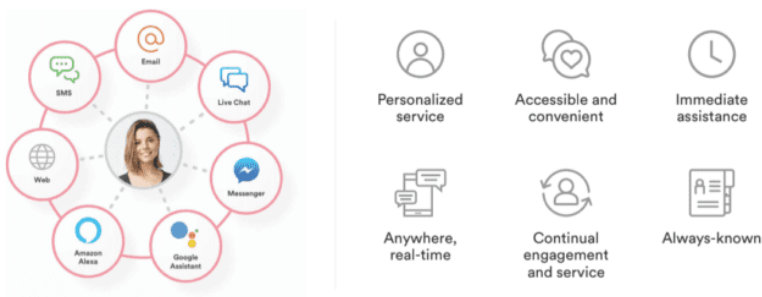 Email
SMS
Live Chat
Web
Messenger
Amazon
Alexa
Google
Assistant
Personalized
service
Accessible and
convenient
Immediate
assistance
Anywhere,
real-time
Continual
engagement
and service
Always-known